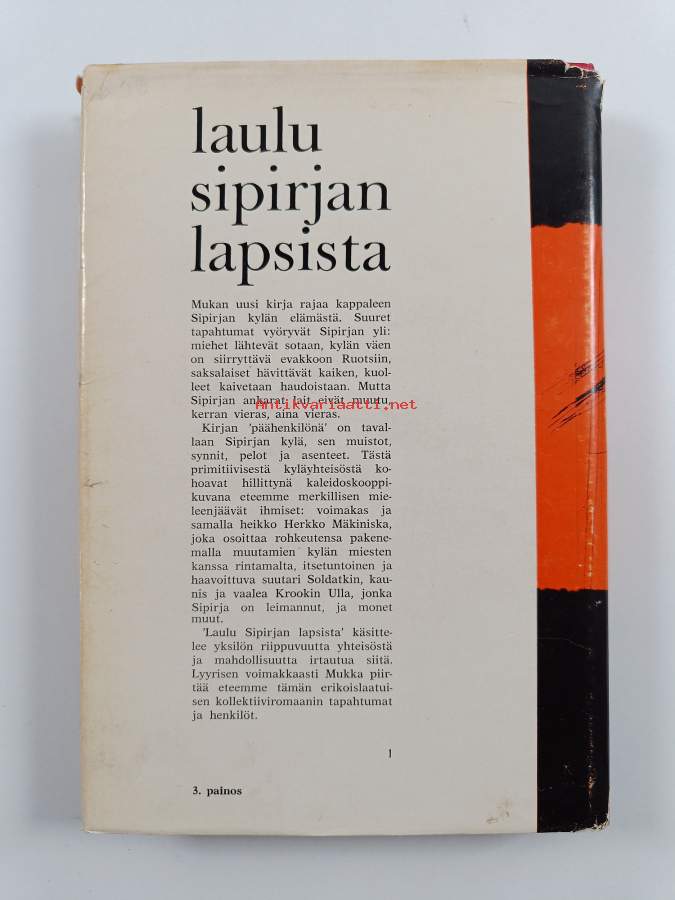 laulu
sipirjan
lapsista
Mukan uusi kirja rajaa kappaleen
Sipirjan kylän elämästä. Suuret
tapahtumat vyöryvät Sipirjan yli:
miehet lähtevät sotaan, kylän väen
on siirryttävä evakkoon Ruotsiin,
saksalaiset hävittävät kaiken, kuol-
leet kaivetaan haudoistaan. Mutta
Sipirjan ankarat lait eivät muutu,
Antikvariaatti.net
kerran vieras, aina vieras.
Kirjan 'päähenkilönä' on taval-
laan Sipirjan kylä, sen muistot,
synnit, pelot ja asenteet. Tästä
primitiivisestä kyläyhteisöstä ko-
hoavat hillittynä kaleidoskooppi-
kuvana eteemme merkillisen mie-
leenjäävät ihmiset: voimakas ja
samalla heikko Herkko Mäkiniska,
joka osoittaa rohkeutensa pakene-
malla muutamien kylän miesten
kanssa rintamalta, itsetuntoinen ja
haavoittuva suutari Soldatkin, kau-
nis ja vaalea Krookin Ulla, jonka
Sipirja on leimannut, ja monet
muut.
'Laulu Sipirjan lapsista' käsitte-
lee yksilön riippuvuutta yhteisöstä
ja mahdollisuutta irtautua siitä.
Lyyrisen voimakkaasti Mukka piir-
tää eteemme tämän erikoislaatui-
sen kollektiiviromaanin tapahtumat
ja henkilöt.
1
3. painos